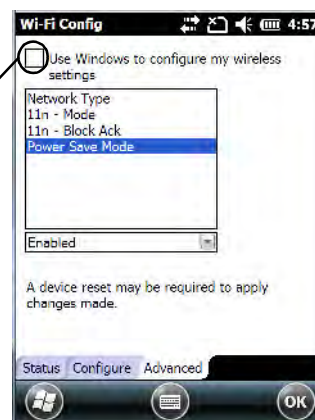 Wi-Fi Config 4:57
Use Windows to configure my wireless
settings
Network Type
11n - Mode
11n - Block Ack
Power Save Mode
Enabled
A device reset may be required to apply
changes made.
Status Configure Advanced
OK